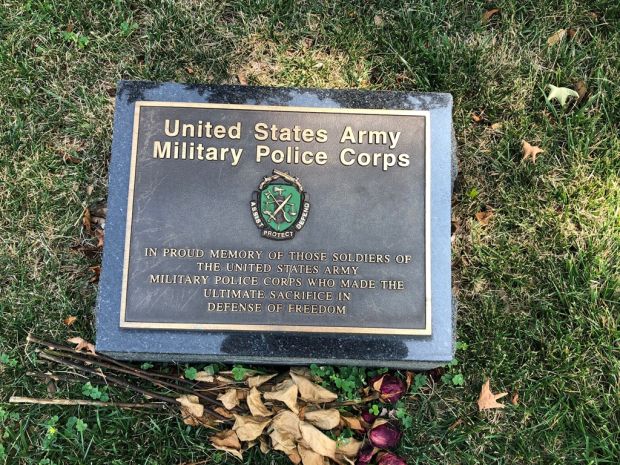 United States Army
Military Police Corps
ASSIST PROTECT DEFEND
IN PROUD MEMORY OF THOSE SOLDIERS OF
THE UNITED STATES ARMY
MILITARY POLICE CORPS WHO MADE THE
ULTIMATE SACRIFICE IN
DEFENSE OF FREEDOM